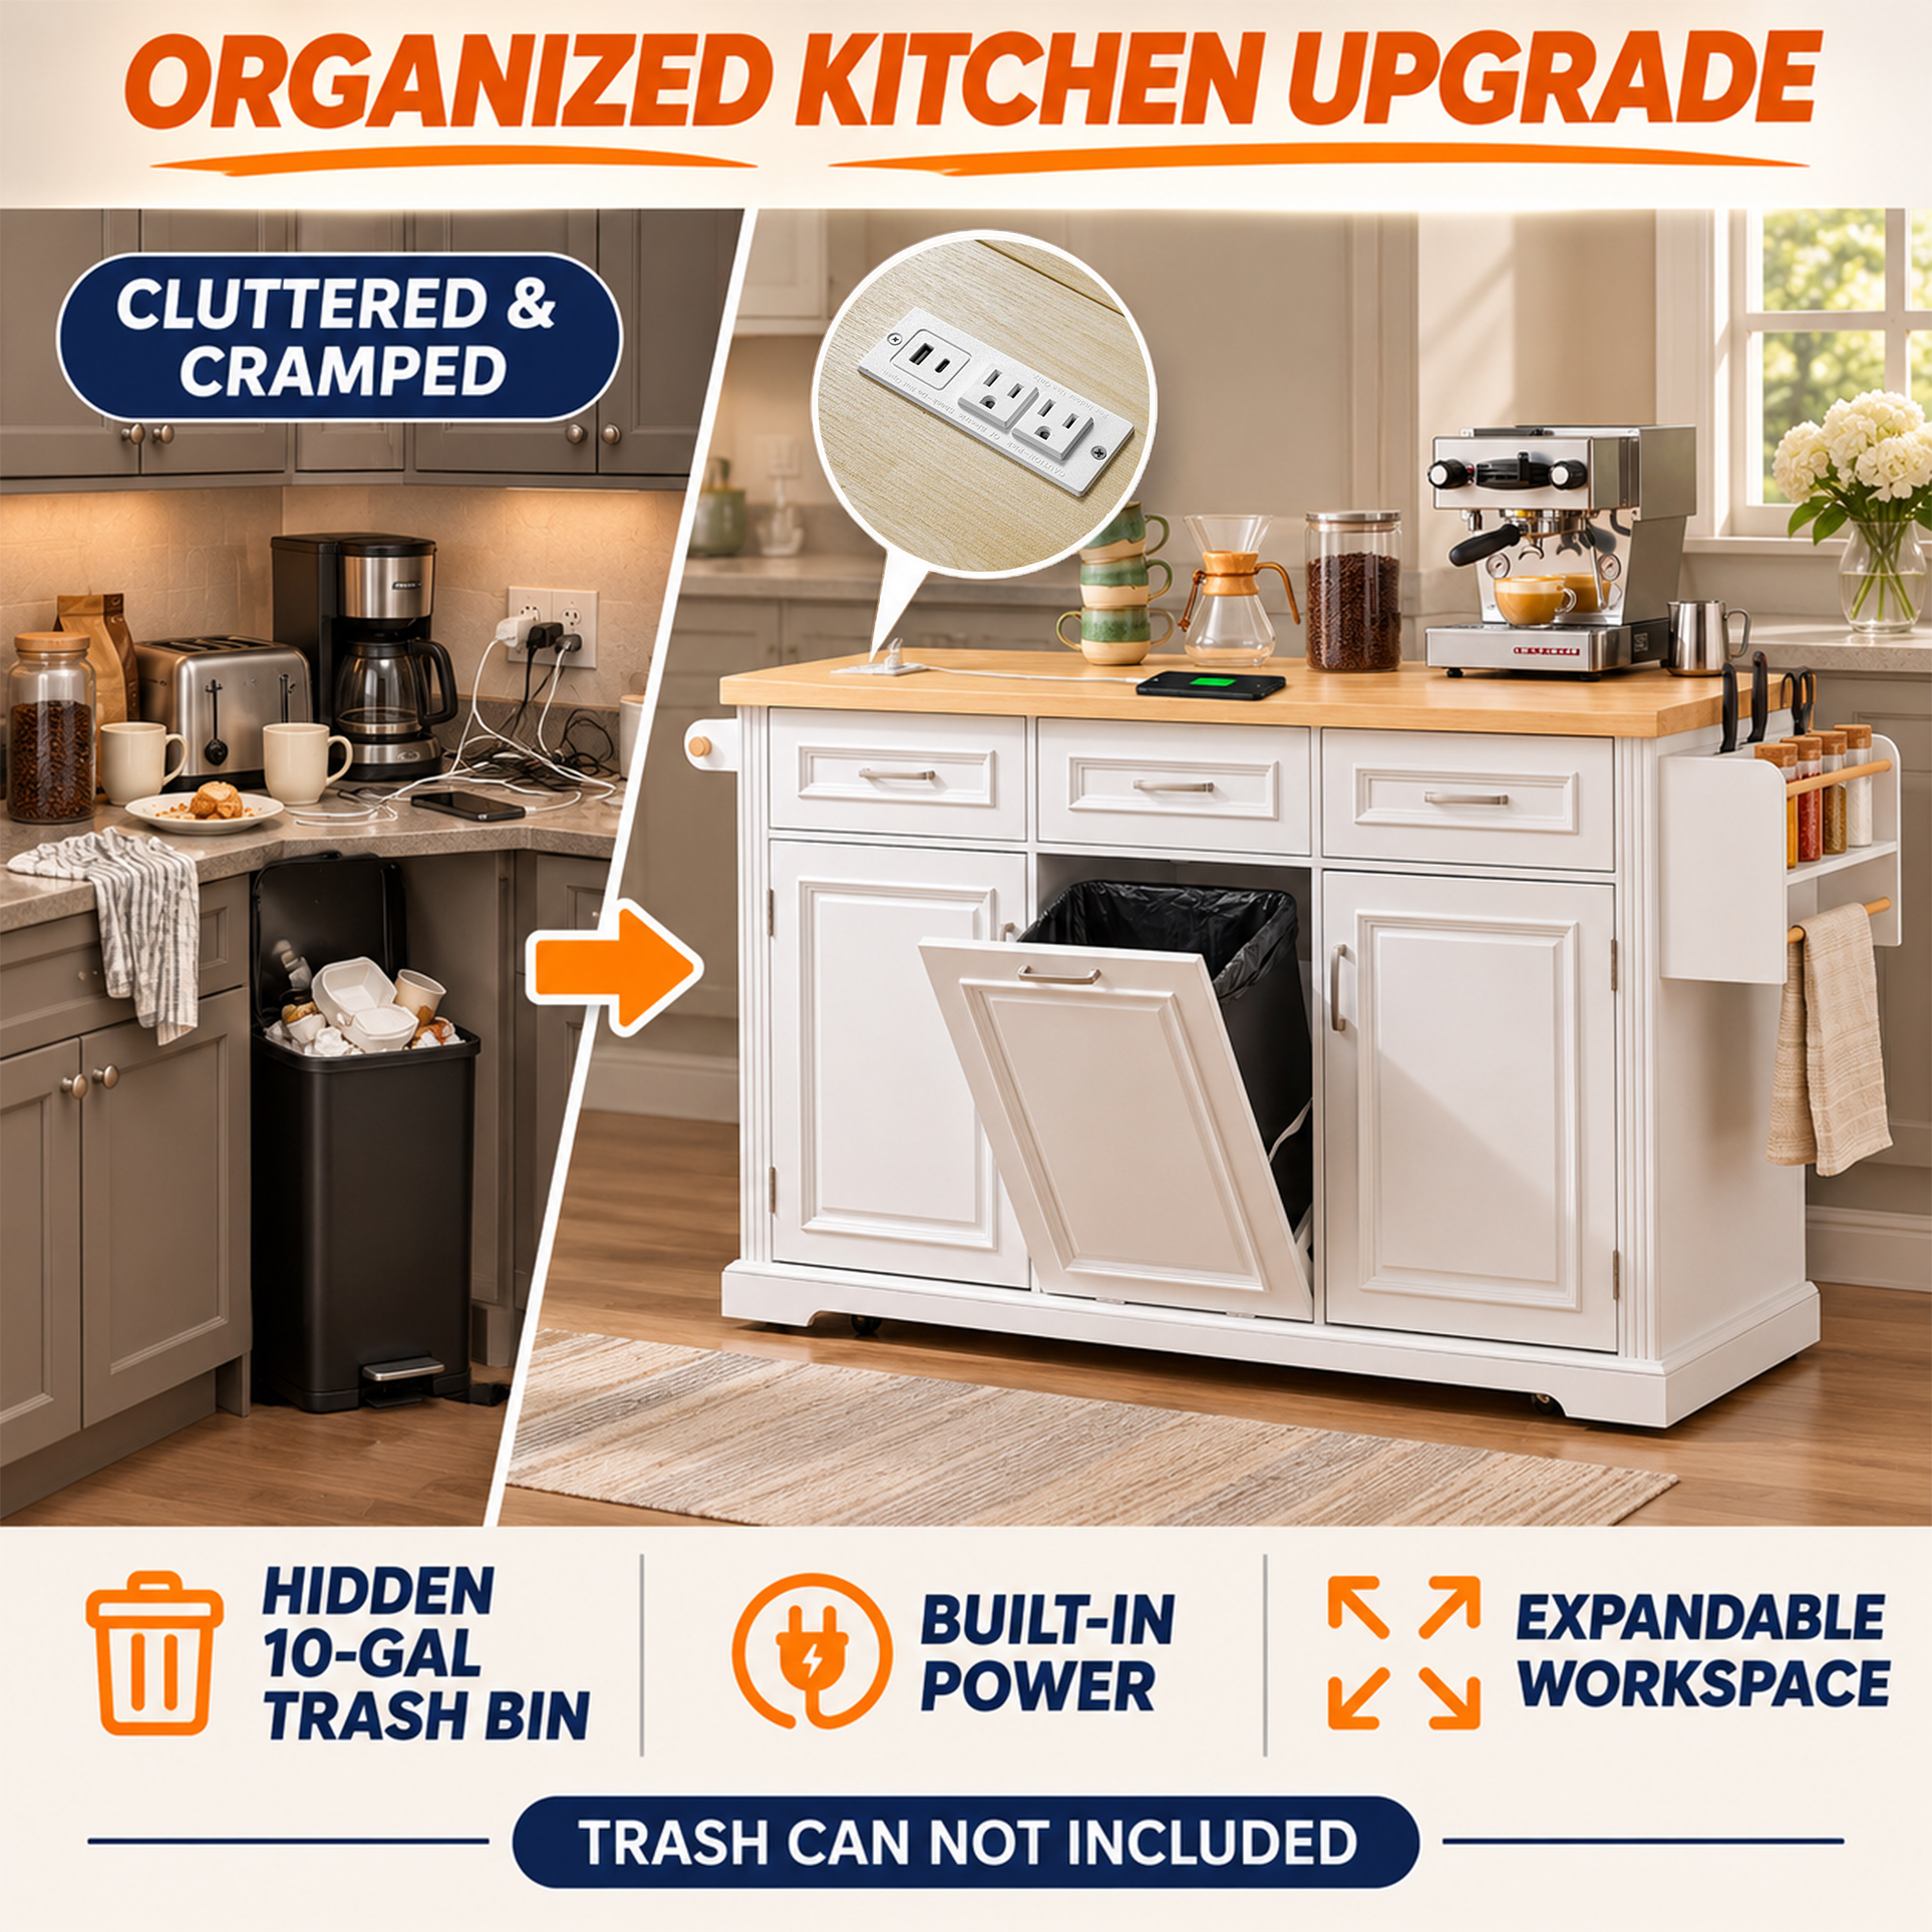 ORGANIZED KITCHEN UPGRADE
CLUTTERED &
CRAMPED
HIDDEN
10-GAL
TRASH BIN
BUILT-IN
POWER
EXPANDABLE
WORKSPACE
TRASH CAN NOT INCLUDED